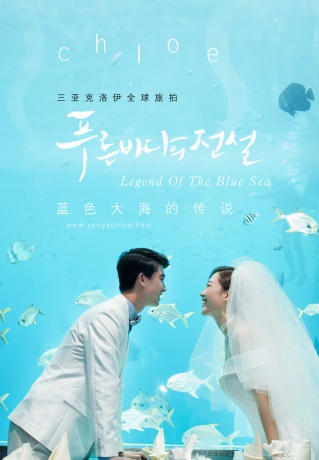 chloe
三亚克洛伊全球旅拍
푸른바다의 전설
Legend Of The Blue Sea
蓝色大海的传说
www.sanyachloe.com